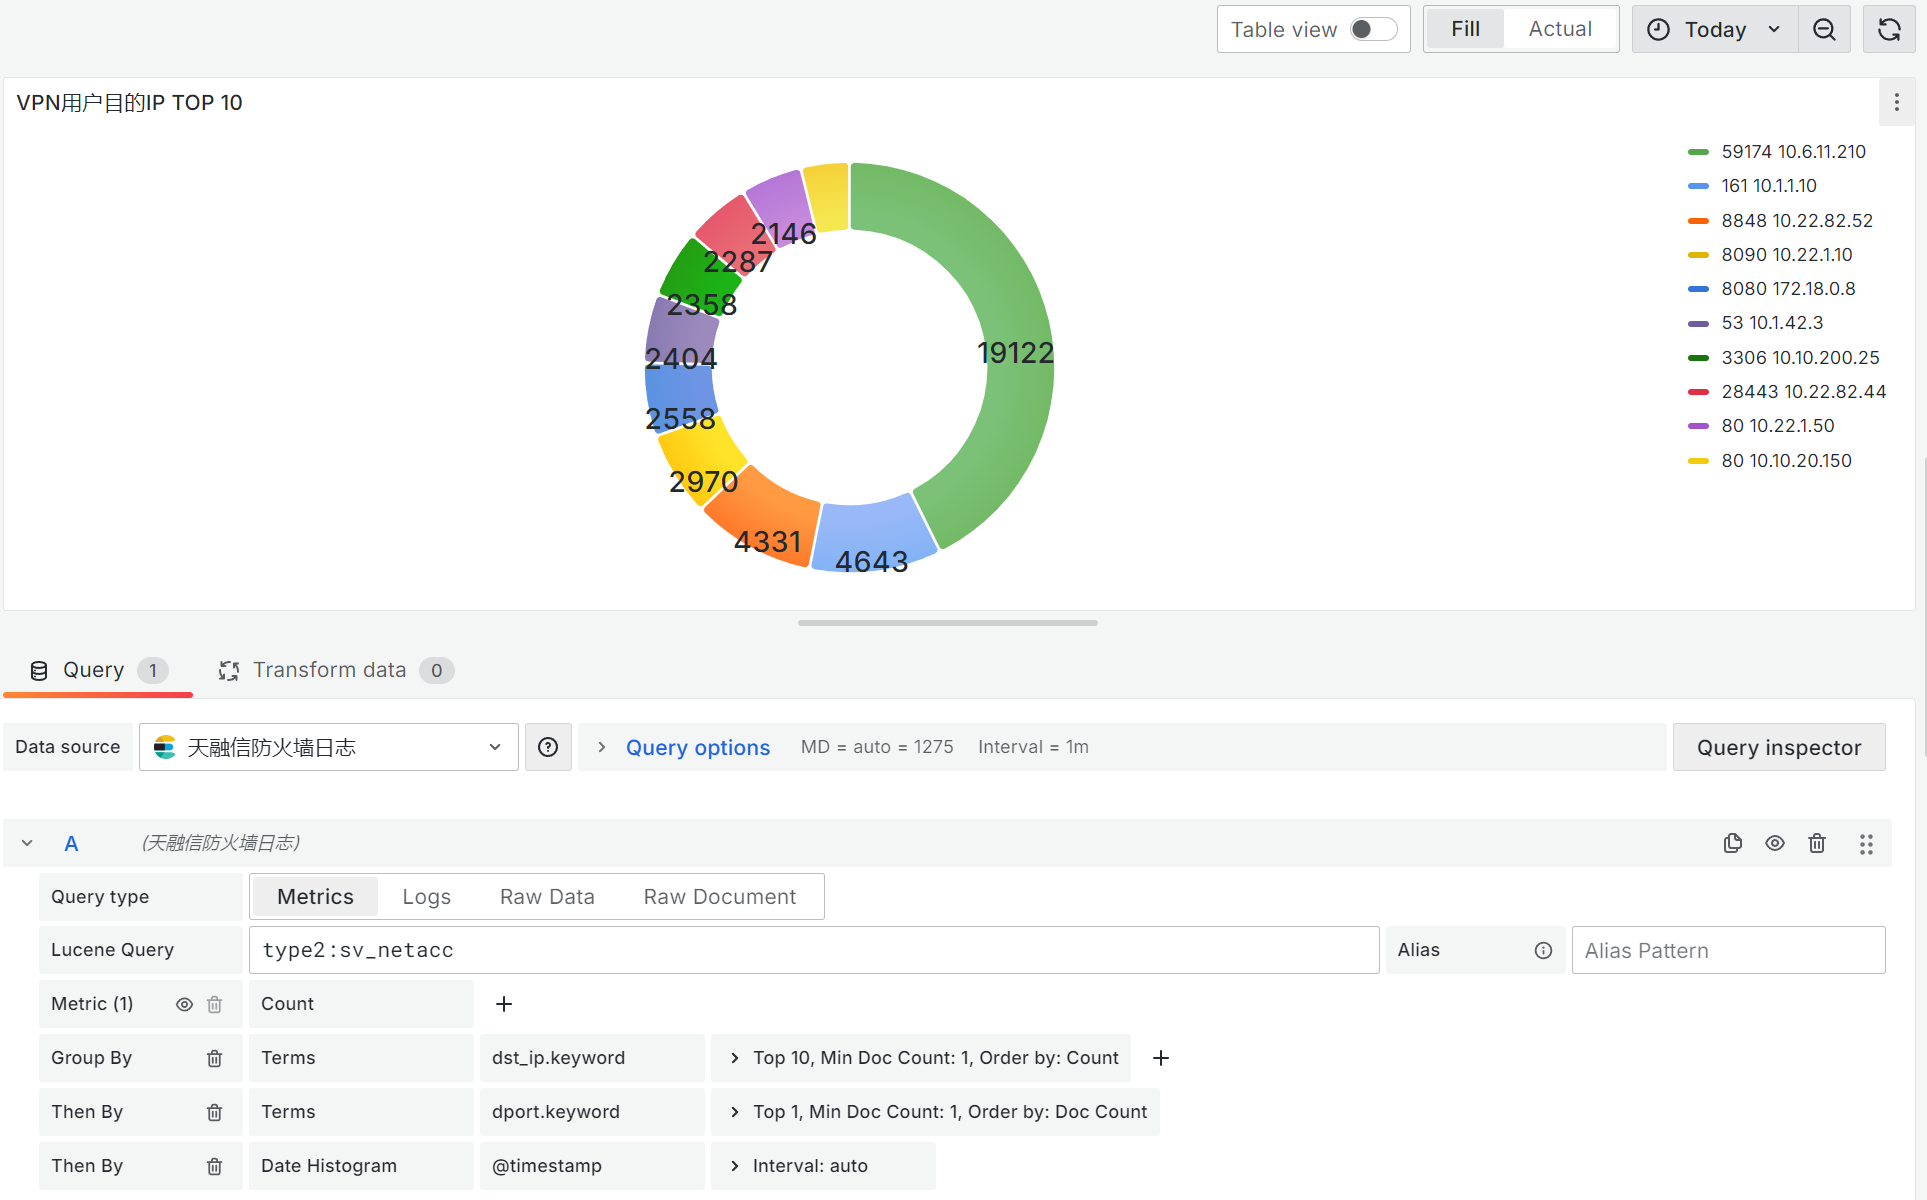 Table view
Fill
Actual
Today
VPN用户目的IP TOP 10
59174 10.6.11.210
161 10.1.1.10
8848 10.22.82.52
8090 10.22.1.10
8080 172.18.0.8
53 10.1.42.3
3306 10.10.200.25
28443 10.22.82.44
80 10.22.1.50
80 10.10.20.150
2146
2287
2358
2404
2558
2970
4331
4643
19122
Query 1
Transform data 0
Data source
天融信防火墙日志
Query options
MD = auto = 1275
Interval = 1m
Query inspector
A
(天融信防火墙日志)
Query type
Metrics
Logs
Raw Data
Raw Document
Lucene Query
type2:sv_netacc
Alias
Alias Pattern
Metric (1)
Count
Group By
Terms
dst_ip.keyword
Top 10, Min Doc Count: 1, Order by: Count
Then By
Terms
dport.keyword
Top 1, Min Doc Count: 1, Order by: Doc Count
Then By
Date Histogram
@timestamp
Interval: auto